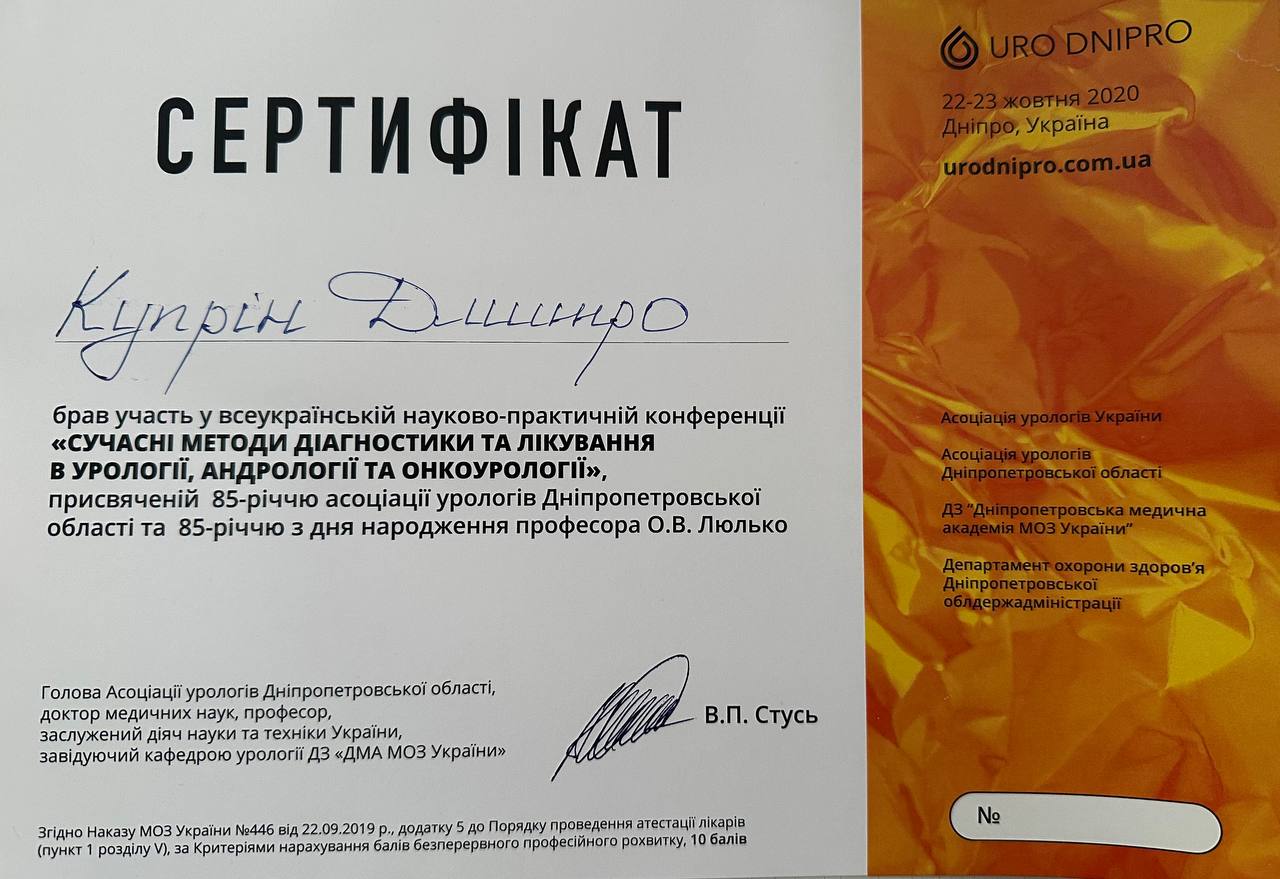 СЕРТИФІКАТ
Купрін Дмитро
брав участь у всеукраїнській науково-практичній конференції
«СУЧАСНІ МЕТОДИ ДІАГНОСТИКИ ТА ЛІКУВАННЯ
В УРОЛОГІЇ, АНДРОЛОГІЇ ТА ОНКОУРОЛОГІЇ»,
присвяченій 85-річчю асоціації урологів Дніпропетровської
області та 85-річчю з дня народження професора О.В. Люлько
Голова Асоціації урологів Дніпропетровської області,
доктор медичних наук, професор,
заслужений діяч науки та техніки України,
завідуючий кафедрою урології ДЗ «ДМА МОЗ України»
В.П. Стусь
Згідно Наказу МОЗ України №446 від 22.09.2019 р., додатку 5 до Порядку проведення атестації лікарів
(пункт 1 розділу V), за Критеріями нарахування балів безперервного професійного розвитку, 10 балів
URO DNIPRO
22-23 жовтня 2020
Дніпро, Україна
urodnipro.com.ua
Асоціація урологів України
Асоціація урологів
Дніпропетровської області
ДЗ "Дніпропетровська медична
академія МОЗ України"
Департамент охорони здоров'я
Дніпропетровської
облдержадміністрації
№